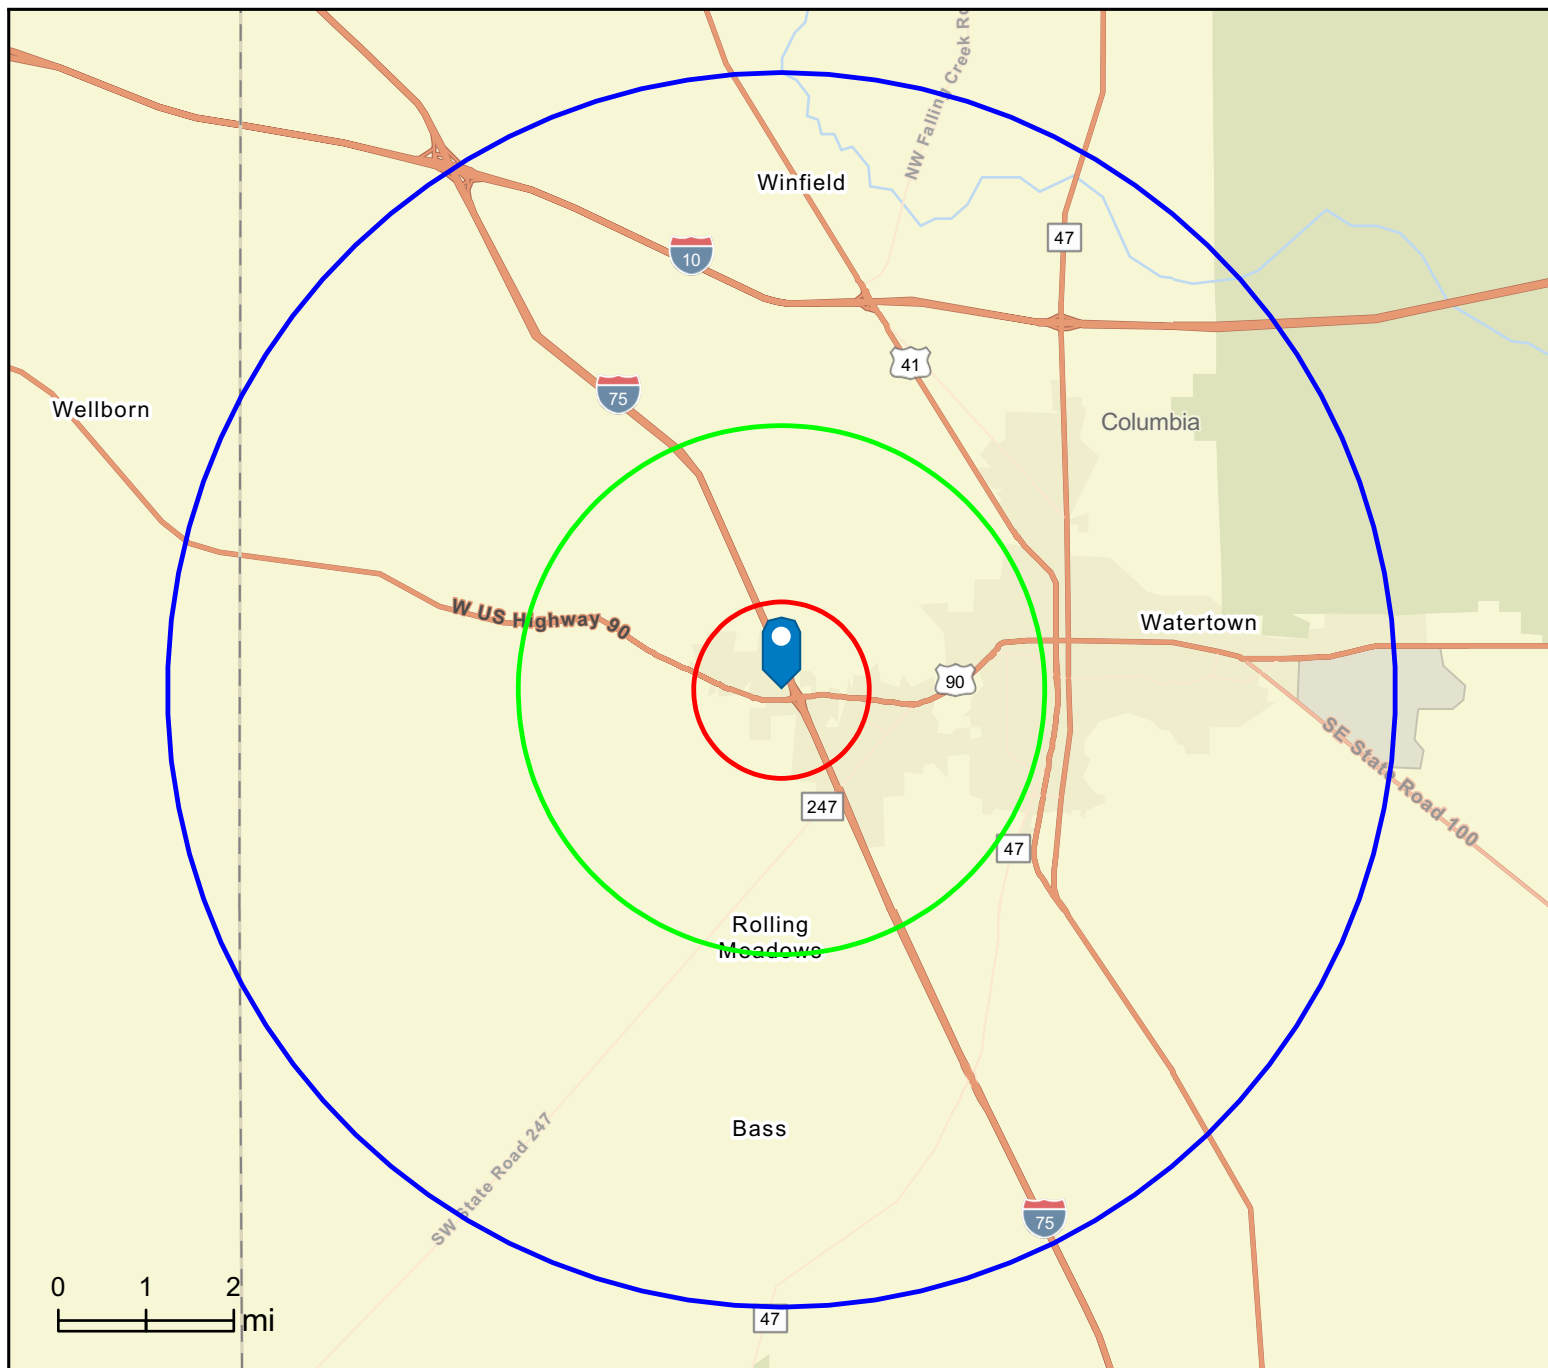 NW Falling Creek Ro
Winfield
47
10
41
75
Wellborn
Columbia
W US Highway 90
Watertown
90
SE State Road 100
247
47
Rolling
Meadows
Bass
SW State Road 247
75
0 1 2
mi
47